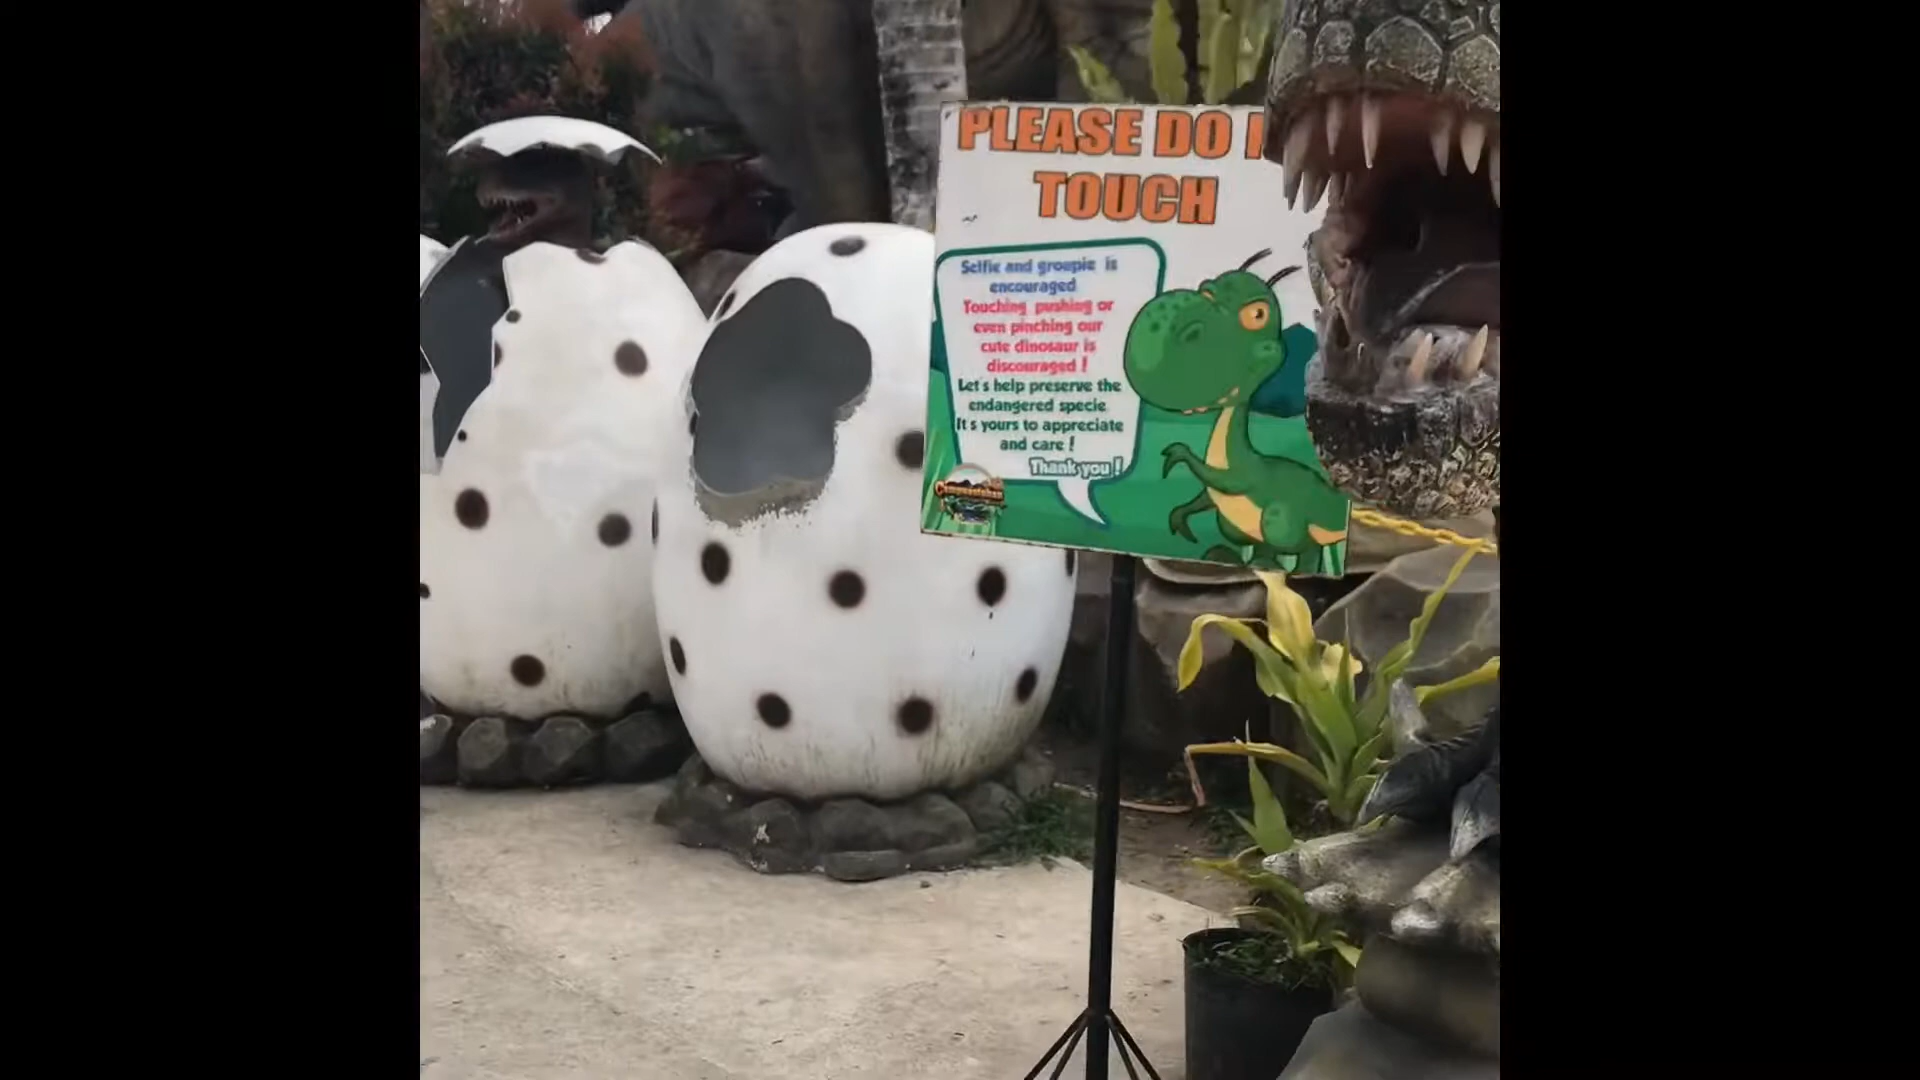 PLEASE DO
TOUCH
Selfie and groupie is
encouraged
Touching, pushing or
even pinching our
cute dinosaur is
discouraged !
Let's help preserve the
endangered specie
It's yours to appreciate
and care !
Thank you !